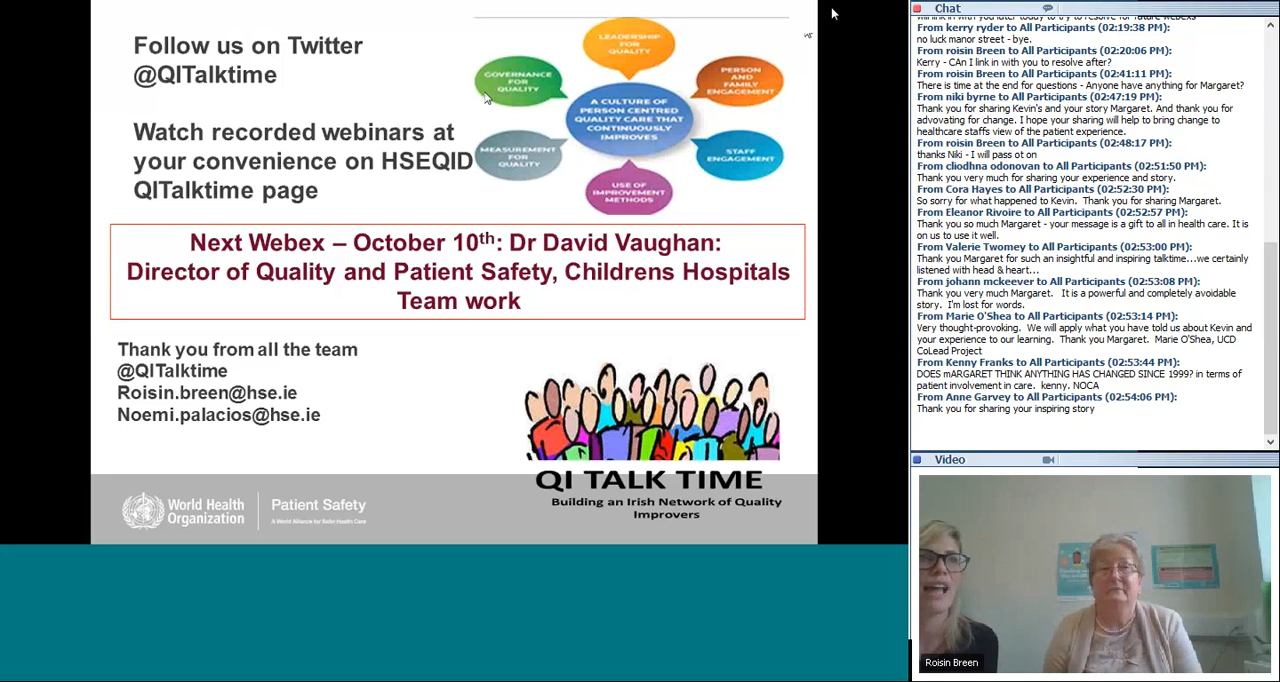 Follow us on Twitter
@QITalktime
Watch recorded webinars at
your convenience on HSEQID
QITalktime page
LEADERSHIP
FOR
QUALITY
GOVERNANCE
FOR
QUALITY
PERSON
AND
FAMILY
ENGAGEMENT
A CULTURE OF
PERSON CENTRED
QUALITY CARE THAT
CONTINUOUSLY
IMPROVES
MEASUREMENT
FOR
QUALITY
STAFF
ENGAGEMENT
USE OF
IMPROVEMENT
METHODS
Next Webex – October 10th: Dr David Vaughan:
Director of Quality and Patient Safety, Childrens Hospitals
Team work
Thank you from all the team
@QITalktime
Roisin.breen@hse.ie
Noemi.palacios@hse.ie
QI TALK TIME
Building an Irish Network of Quality
Improvers
World Health
Organization
Patient Safety
A World Alliance for Safer Health Care
Chat
From kerry ryder to All Participants (02:19:38 PM):
no luck manor street - bye.
From roisin Breen to All Participants (02:20:06 PM):
Kerry - CAn I link in with you to resolve after?
From roisin Breen to All Participants (02:41:11 PM):
There is time at the end for questions - Anyone have anything for Margaret?
From niki byrne to All Participants (02:47:19 PM):
Thank you for sharing Kevin's and your story Margaret. And thank you for
advovating for change. I hope your sharing will help to bring change to
healthcare staffs view of the patient experience.
From roisin Breen to All Participants (02:48:17 PM):
thanks Niki - I will pass ot on
From cliodhna odonovan to All Participants (02:51:50 PM):
Thank you very much for sharing your experience and story.
From Cora Hayes to All Participants (02:52:30 PM):
So sorry for what happened to Kevin. Thank you for sharing Margaret.
From Eleanor Rivoire to All Participants (02:52:57 PM):
Thank you so much Margaret - your message is a gift to all in health care. It is
on us to use it well.
From Valerie Twomey to All Participants (02:53:00 PM):
Thank you Margaret for such an insightful and inspiring talktime...we certainly
listened with head & heart...
From johann mckeever to All Participants (02:53:08 PM):
Thank you very much Margaret. It is a powerful and completely avoidable
story. I'm lost for words.
From Marie O'Shea to All Participants (02:53:14 PM):
Very thought-provoking. We will apply what you have told us about Kevin and
your experience to our learning. Thank you Margaret. Marie O'Shea, UCD
CoLead Project
From Kenny Franks to All Participants (02:53:44 PM):
DOES mARGARET THINK ANYTHING HAS CHANGED SINCE 1999? in terms of
patient involvement in care. kenny. NOCA
From Anne Garvey to All Participants (02:54:06 PM):
Thank you for sharing your inspiring story
Video
Roisin Breen